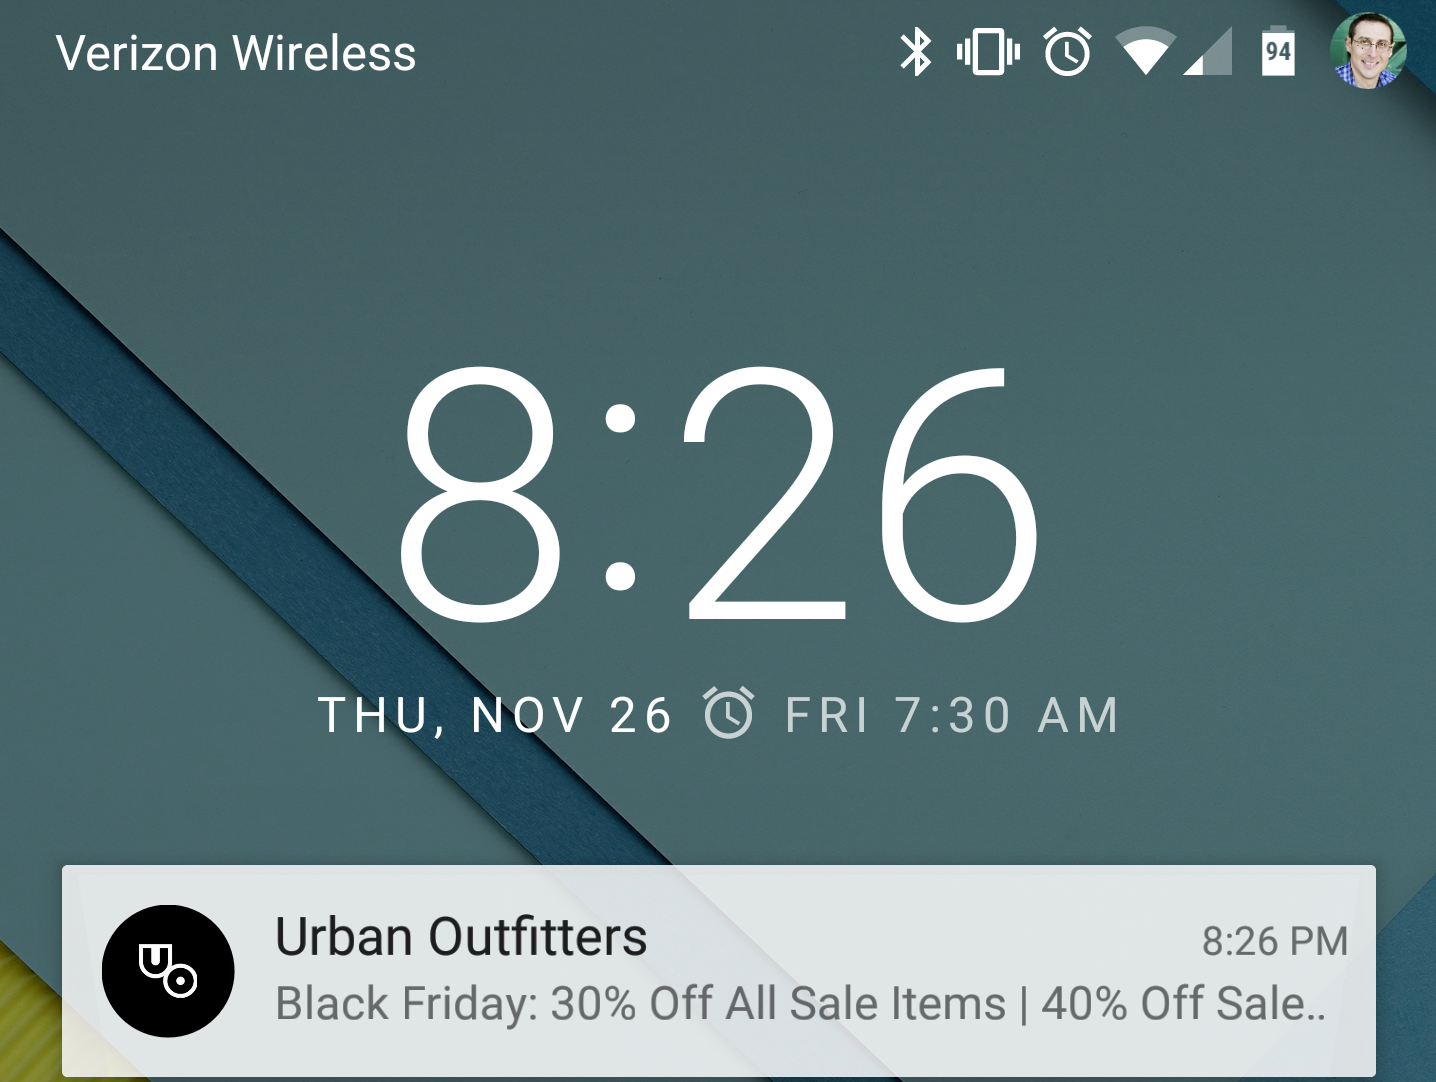 Verizon Wireless
94
8:26
THU, NOV 26 FRI 7:30 AM
Urban Outfitters 8:26 PM
Black Friday: 30% Off All Sale Items | 40% Off Sale..
UO